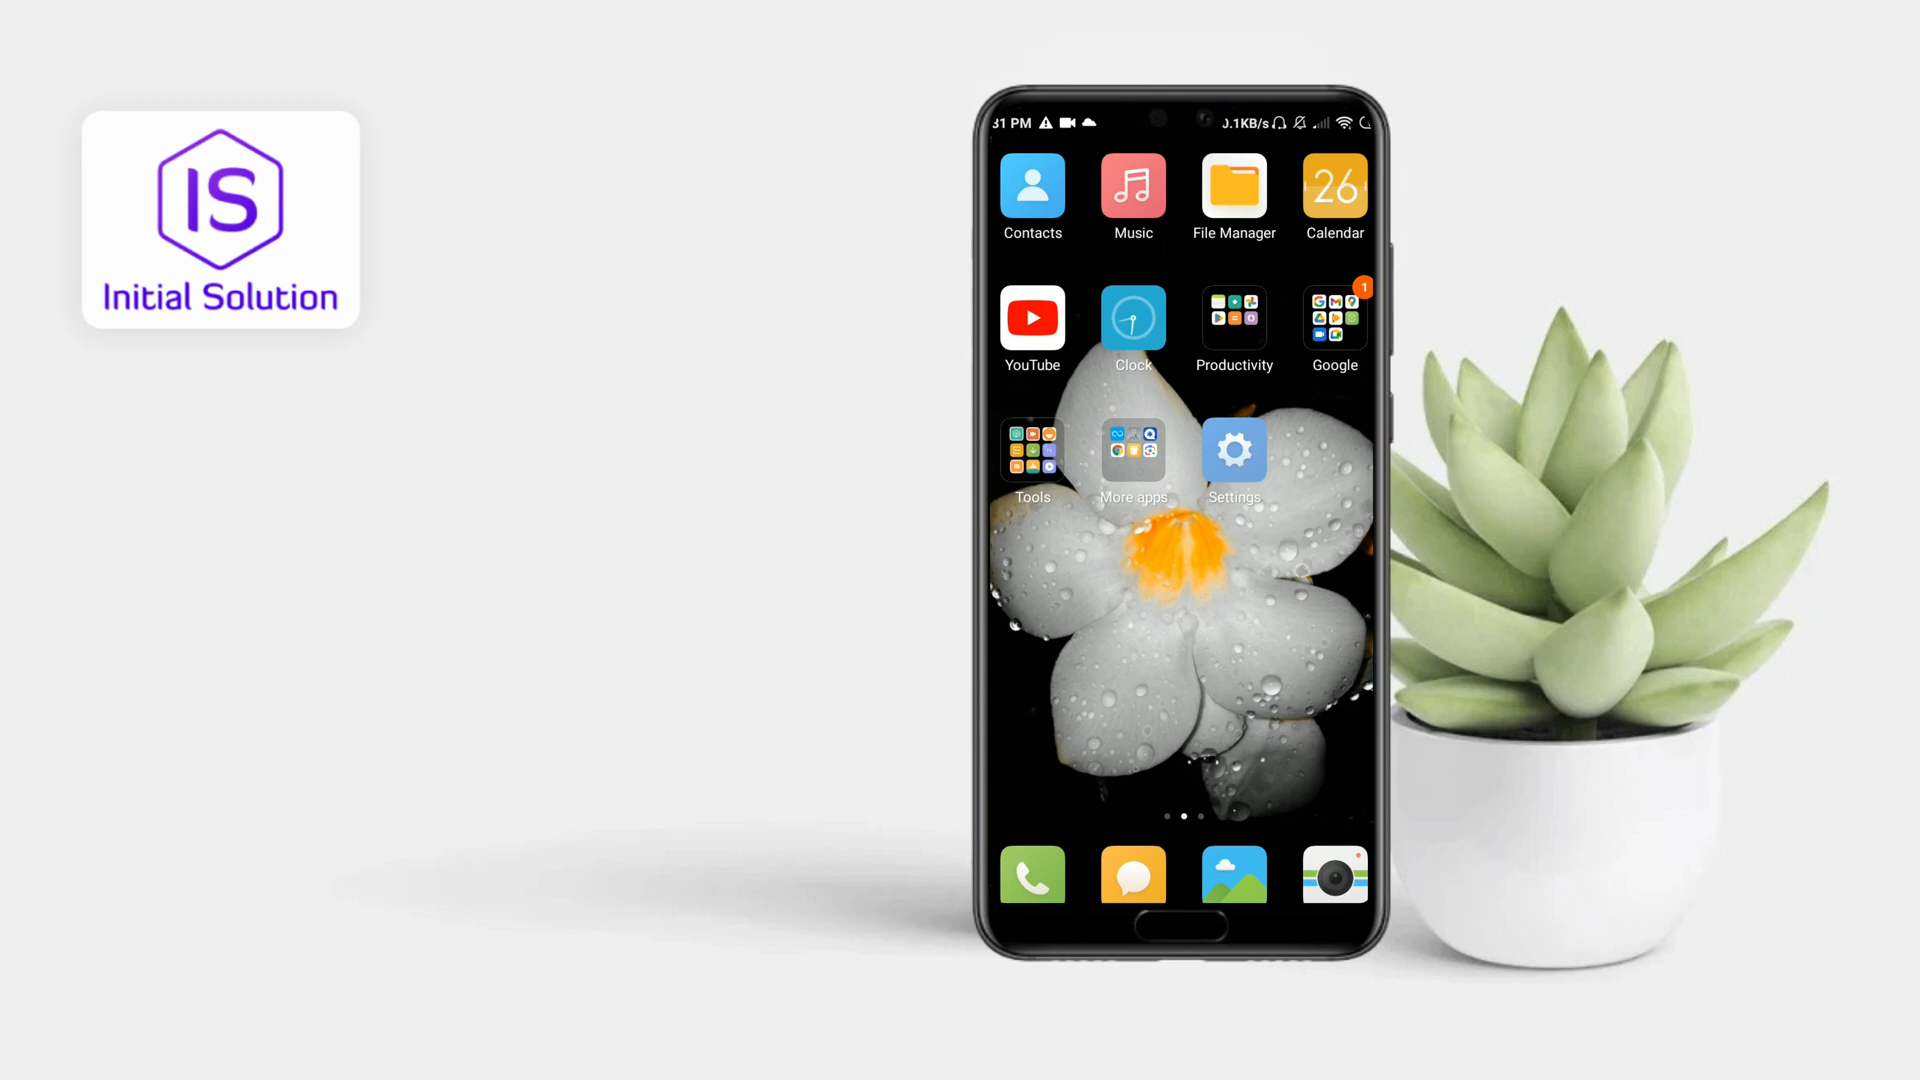 IS
Initial Solution
31 PM
0.1KB/s
26
Contacts
Music
File Manager
Calendar
1
YouTube
Clock
Productivity
Google
Tools
More apps
Settings